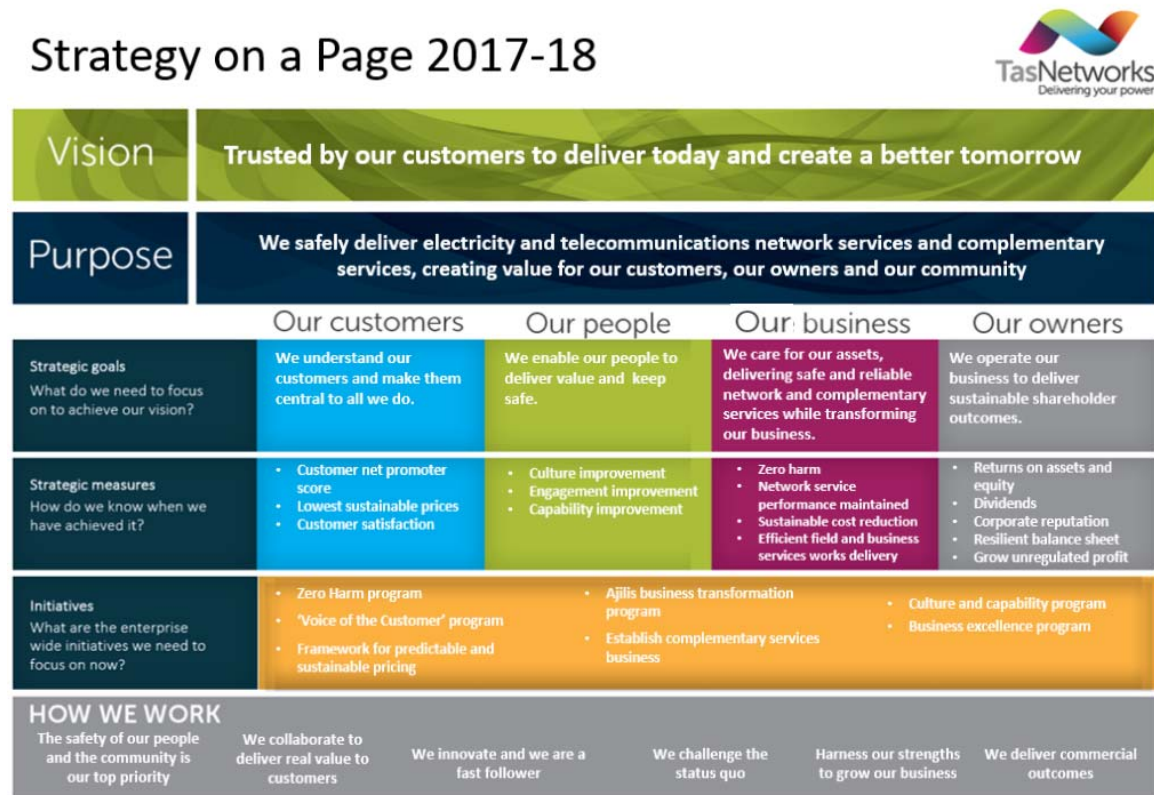 Strategy on a Page 2017-18
TasNetworks
Delivering your power
Vision
Trusted by our customers to deliver today and create a better tomorrow
Purpose
We safely deliver electricity and telecommunications network services and complementary
services, creating value for our customers, our owners and our community
Our customers
Our people
Our business
Our owners
Strategic goals
What do we need to focus
on to achieve our vision?
We understand our
customers and make them
central to all we do.
We enable our people to
deliver value and keep
safe.
We care for our assets,
delivering safe and reliable
network and complementary
services while transforming
our business.
We operate our
business to deliver
sustainable shareholder
outcomes.
Strategic measures
How do we know when we
have achieved it?
• Customer net promoter
score
• Lowest sustainable prices
• Customer satisfaction
• Culture improvement
• Engagement improvement
• Capability improvement
• Zero harm
• Network service
performance maintained
• Sustainable cost reduction
• Efficient field and business
services works delivery
• Returns on assets and
equity
• Dividends
• Corporate reputation
• Resilient balance sheet
• Grow unregulated profit
Initiatives
What are the enterprise
wide initiatives we need to
focus on now?
• Zero Harm program
• 'Voice of the Customer' program
• Framework for predictable and
sustainable pricing
• Ajilis business transformation
program
• Establish complementary services
business
• Culture and capability program
• Business excellence program
HOW WE WORK
The safety of our people
and the community is
our top priority
We collaborate to
deliver real value to
customers
We innovate and we are a
fast follower
We challenge the
status quo
Harness our strengths
to grow our business
We deliver commercial
outcomes